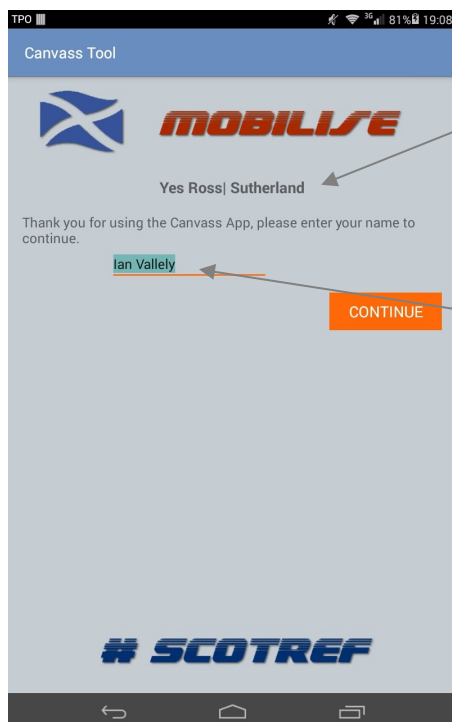 TPO 3G 81% 19:08
Canvass Tool
MOBILISE
Yes Ross| Sutherland
Thank you for using the Canvass App, please enter your name to
continue.
Ian Vallely
CONTINUE
# SCOTREF